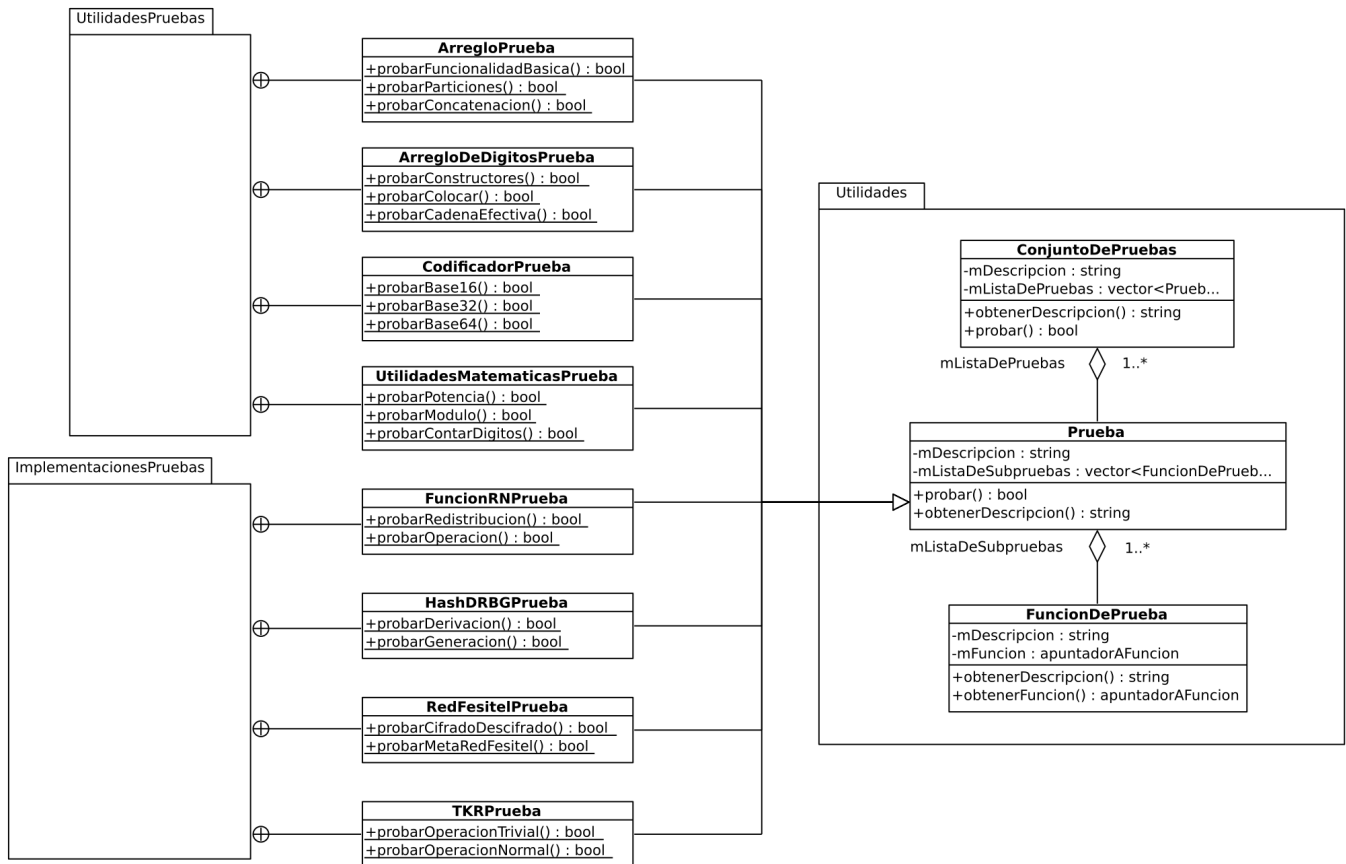 UtilidadesPruebas
ArregloPrueba
+probarFuncionalidadBasica() : bool
+probarParticiones() : bool
+probarConcatenacion() : bool
ArregloDeDigitosPrueba
+probarConstructores() : bool
+probarColocar() : bool
+probarCadenaEfectiva() : bool
CodificadorPrueba
+probarBase16() : bool
+probarBase32() : bool
+probarBase64() : bool
UtilidadesMatematicasPrueba
+probarPotencia() : bool
+probarModulo() : bool
+probarContarDigitos() : bool
ImplementacionesPruebas
FuncionRNPrueba
+probarRedistribucion() : bool
+probarOperacion() : bool
HashDRBGPrueba
+probarDerivacion() : bool
+probarGeneracion() : bool
RedFesitelPrueba
+probarCifradoDescifrado() : bool
+probarMetaRedFesitel() : bool
TKRPrueba
+probarOperacionTrivial() : bool
+probarOperacionNormal() : bool
Utilidades
ConjuntoDePruebas
-mDescripcion : string
-mListaDePruebas : vector<Prueb...
+obtenerDescripcion() : string
+probar() : bool
mListaDePruebas 1..*
Prueba
-mDescripcion : string
-mListaDeSubpruebas : vector<FuncionDePrueb...
+probar() : bool
+obtenerDescripcion() : string
mListaDeSubpruebas 1..*
FuncionDePrueba
-mDescripcion : string
-mFuncion : apuntadorAFuncion
+obtenerDescripcion() : string
+obtenerFuncion() : apuntadorAFuncion